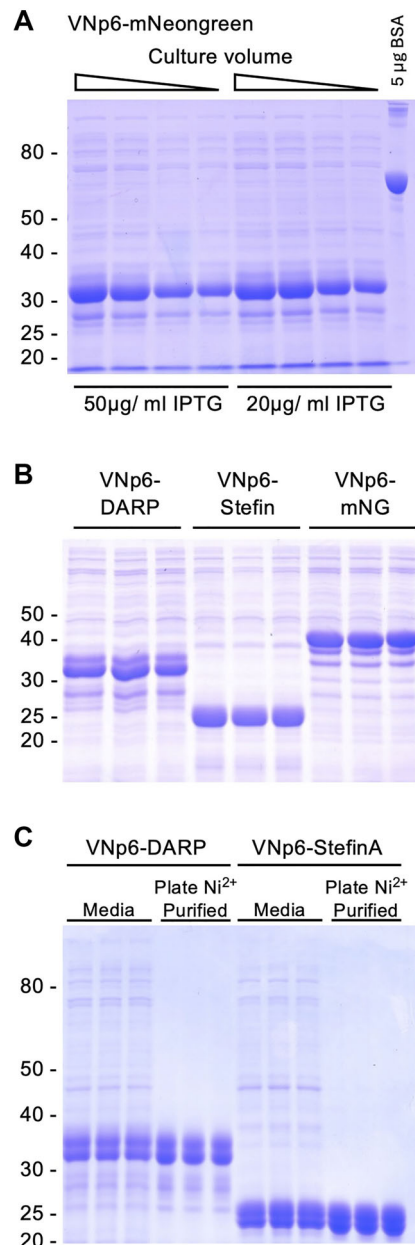 A VNp6-mNeongreen
Culture volume
5 µg BSA
80 -
50 -
40 -
30 -
25 -
20 -
50µg/ ml IPTG 20µg/ ml IPTG
B VNp6- VNp6- VNp6-
DARP Stefin mNG
50 -
40 -
30 -
25 -
20 -
C VNp6-DARP VNp6-StefinA
Plate Ni²⁺ Plate Ni²⁺
Media Purified Media Purified
80 -
50 -
40 -
30 -
25 -
20 -